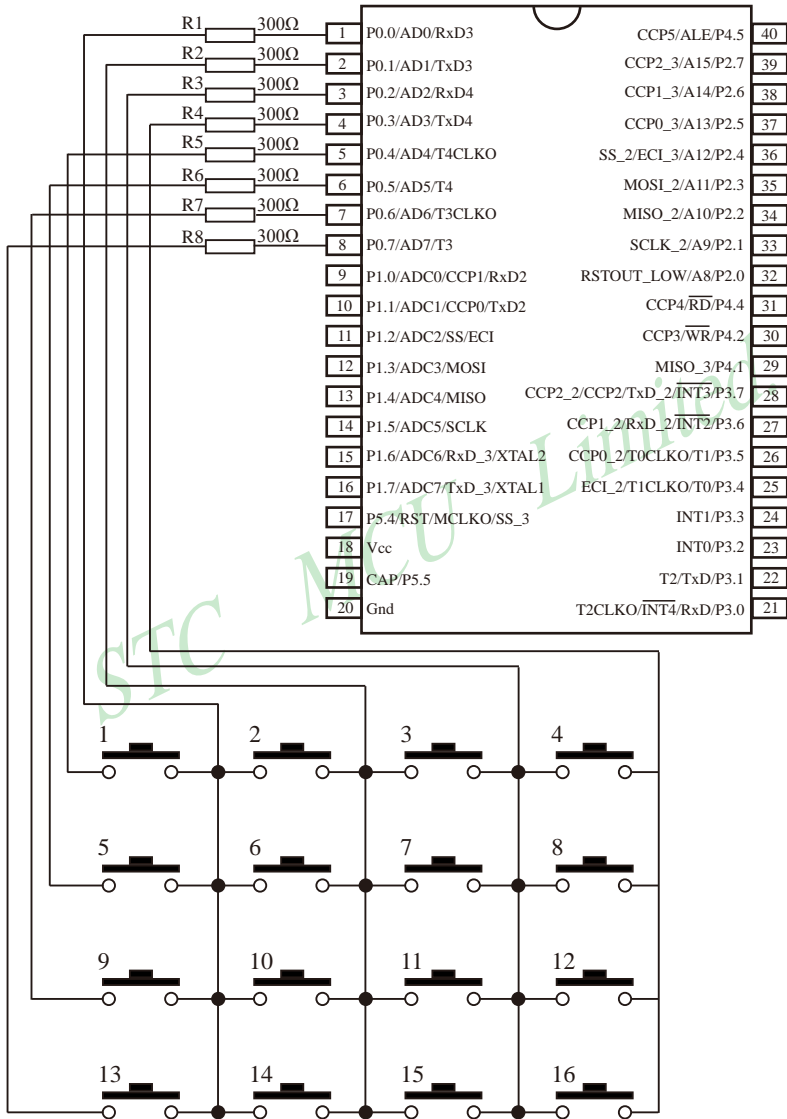 R1 300Ω
R2 300Ω
R3 300Ω
R4 300Ω
R5 300Ω
R6 300Ω
R7 300Ω
R8 300Ω
1 P0.0/AD0/RxD3 CCP5/ALE/P4.5 40
2 P0.1/AD1/TxD3 CCP2_3/A15/P2.7 39
3 P0.2/AD2/RxD4 CCP1_3/A14/P2.6 38
4 P0.3/AD3/TxD4 CCP0_3/A13/P2.5 37
5 P0.4/AD4/T4CLKO SS_2/ECI_3/A12/P2.4 36
6 P0.5/AD5/T4 MOSI_2/A11/P2.3 35
7 P0.6/AD6/T3CLKO MISO_2/A10/P2.2 34
8 P0.7/AD7/T3 SCLK_2/A9/P2.1 33
9 P1.0/ADC0/CCP1/RxD2 RSTOUT_LOW/A8/P2.0 32
10 P1.1/ADC1/CCP0/TxD2 CCP4/RD/P4.4 31
11 P1.2/ADC2/SS/ECI CCP3/WR/P4.2 30
12 P1.3/ADC3/MOSI MISO_3/P4.1 29
13 P1.4/ADC4/MISO CCP2_2/CCP2/TxD_2/INT3/P3.7 28
14 P1.5/ADC5/SCLK CCP1_2/RxD_2/INT2/P3.6 27
15 P1.6/ADC6/RxD_3/XTAL2 CCP0_2/T0CLKO/T1/P3.5 26
16 P1.7/ADC7/TxD_3/XTAL1 ECI_2/T1CLKO/T0/P3.4 25
17 P5.4/RST/MCLKO/SS_3 INT1/P3.3 24
18 Vcc INT0/P3.2 23
19 CAP/P5.5 T2/TxD/P3.1 22
20 Gnd T2CLKO/INT4/RxD/P3.0 21
STC MCU Limited.
1 2 3 4
5 6 7 8
9 10 11 12
13 14 15 16